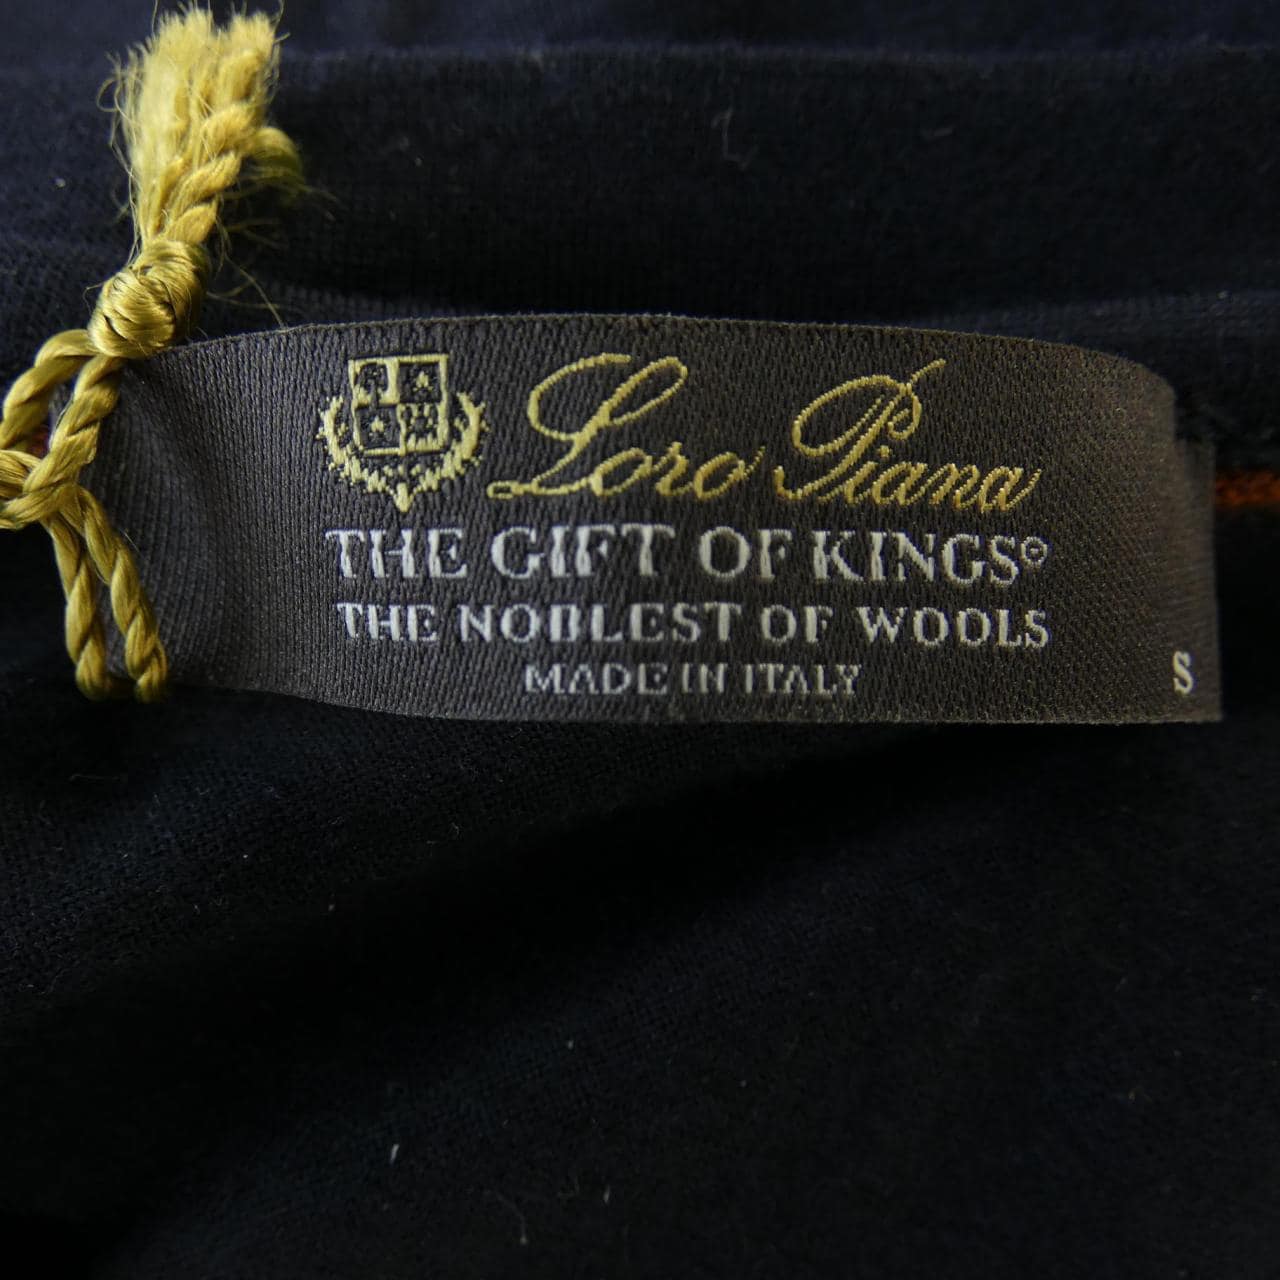 Loro Piana
THE GIFT OF KINGS®
THE NOBLEST OF WOOLS
MADE IN ITALY
S